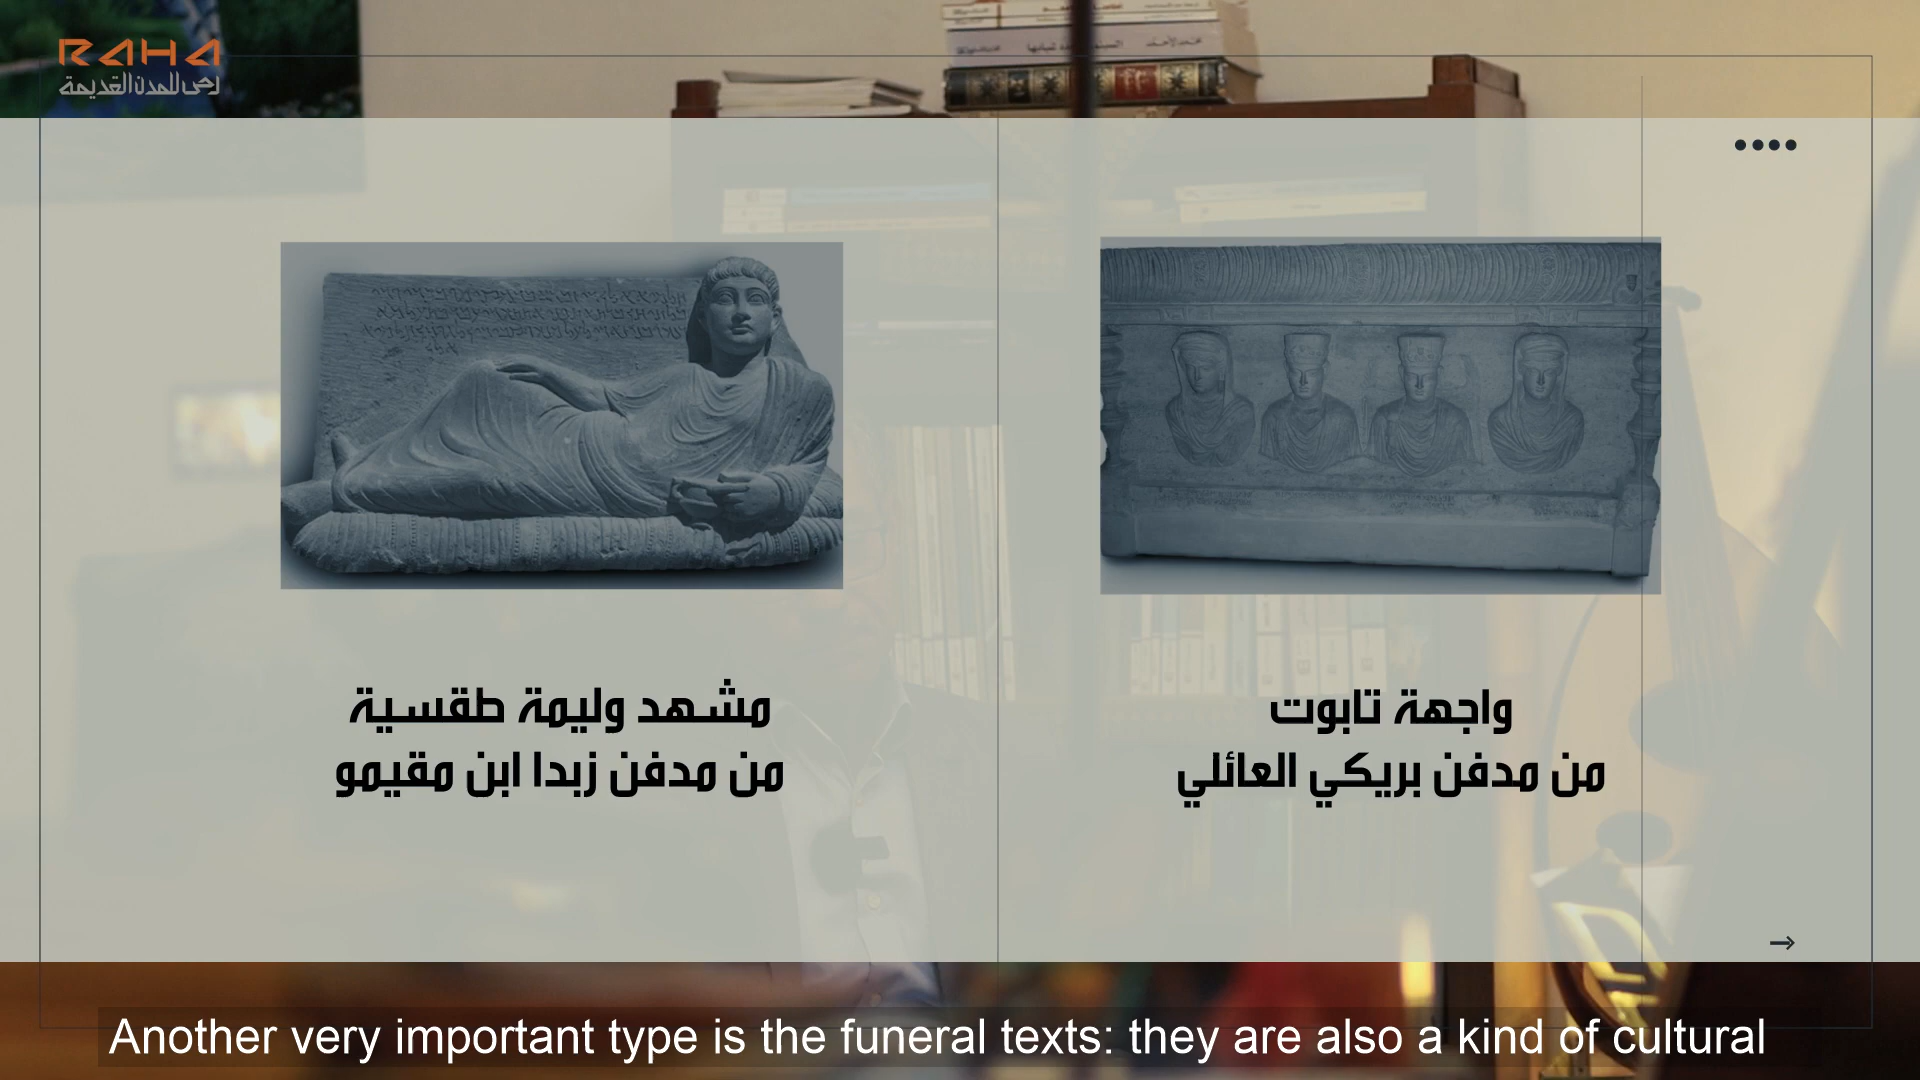 RAHA
رحى للمدن القديمة
واجهة تابوت
من مدفن بريكي العائلي
مشهد وليمة طقسية
من مدفن زبدا ابن مقيمو
Another very important type is the funeral texts: they are also a kind of cultural